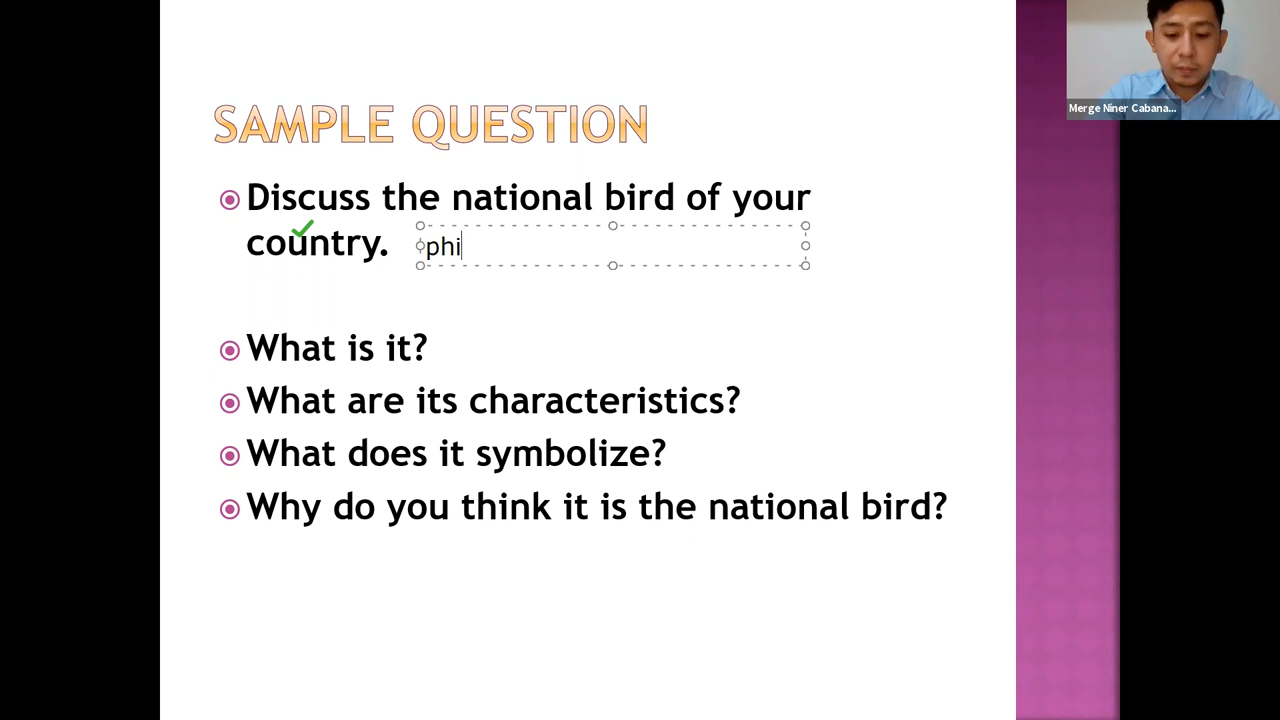 SAMPLE QUESTION
Discuss the national bird of your
country.
phi
What is it?
What are its characteristics?
What does it symbolize?
Why do you think it is the national bird?
Merge Niner Cabana...